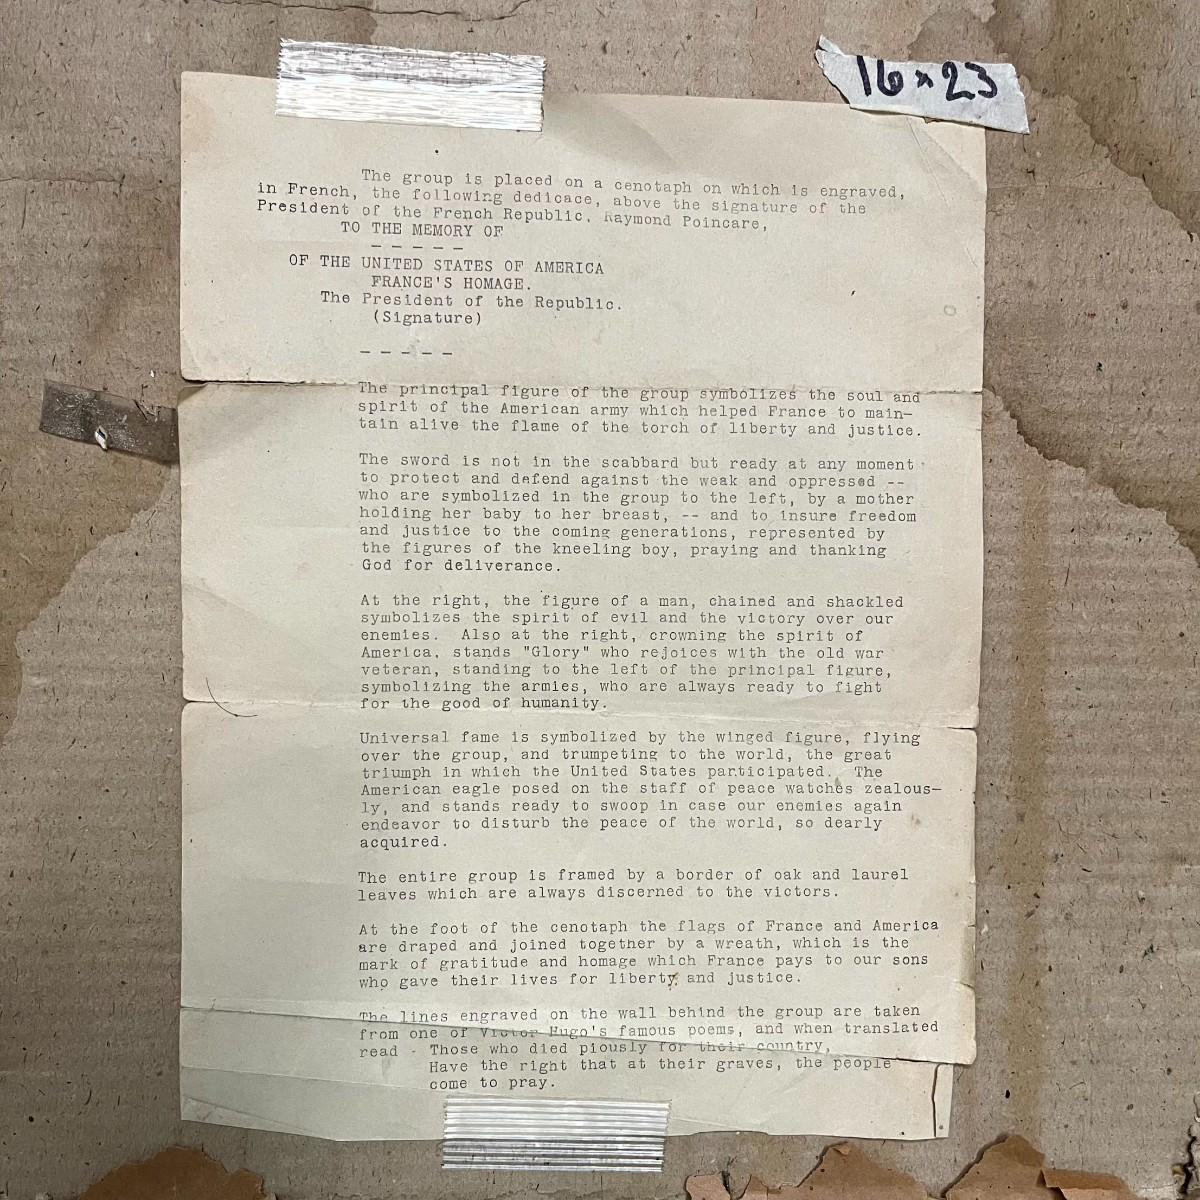 16 x 23
The group is placed on a cenotaph on which is engraved,
in French, the following dedicace, above the signature of the
President of the French Republic, Raymond Poincare,
TO THE MEMORY OF
- - - - -
OF THE UNITED STATES OF AMERICA
FRANCE'S HOMAGE.
The President of the Republic.
(Signature)
- - - - -
The principal figure of the group symbolizes the soul and
spirit of the American army which helped France to main-
tain alive the flame of the torch of liberty and justice.
The sword is not in the scabbard but ready at any moment
to protect and defend against the weak and oppressed --
who are symbolized in the group to the left, by a mother
holding her baby to her breast, -- and to insure freedom
and justice to the coming generations, represented by
the figures of the kneeling boy, praying and thanking
God for deliverance.
At the right, the figure of a man, chained and shackled
symbolizes the spirit of evil and the victory over our
enemies. Also at the right, crowning the spirit of
America, stands "Glory" who rejoices with the old war
veteran, standing to the left of the principal figure,
symbolizing the armies, who are always ready to fight
for the good of humanity.
Universal fame is symbolized by the winged figure, flying
over the group, and trumpeting to the world, the great
triumph in which the United States participated. The
American eagle posed on the staff of peace watches zealous-
ly, and stands ready to swoop in case our enemies again
endeavor to disturb the peace of the world, so dearly
acquired.
The entire group is framed by a border of oak and laurel
leaves which are always discerned to the victors.
At the foot of the cenotaph the flags of France and America
are draped and joined together by a wreath, which is the
mark of gratitude and homage which France pays to our sons
who gave their lives for liberty and justice.
The lines engraved on the wall behind the group are taken
from one of Victor Hugo's famous poems, and when translated
read - Those who died piously for their country,
Have the right that at their graves, the people
come to pray.